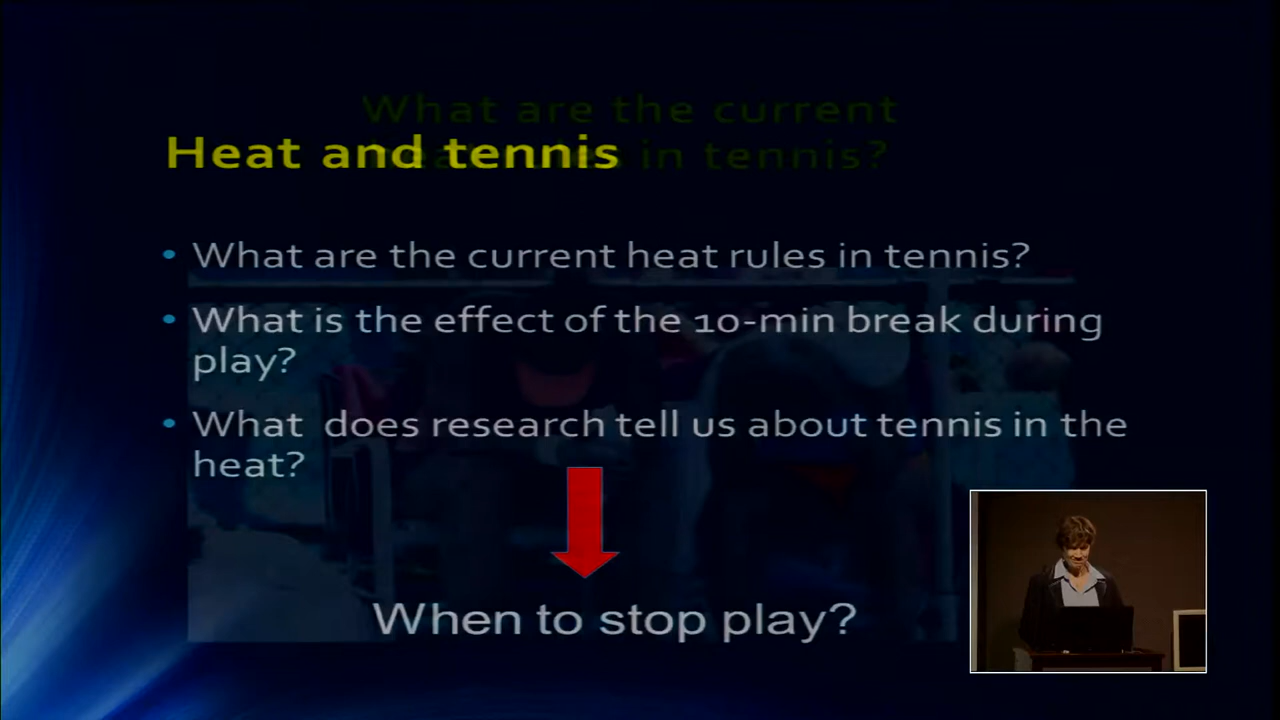 What are the current
Heat and tennis
in tennis?
• What are the current heat rules in tennis?
• What is the effect of the 10-min break during
play?
• What does research tell us about tennis in the
heat?
When to stop play?